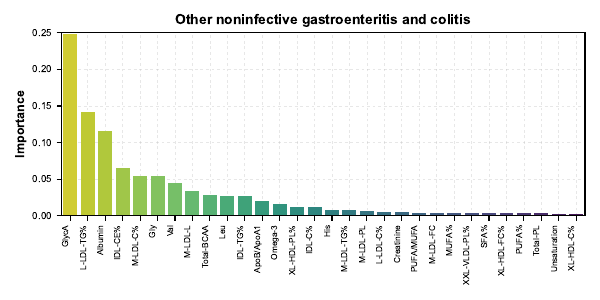 Other noninfective gastroenteritis and colitis
Importance
0.25
0.20
0.15
0.10
0.05
0.00
GlycA
L-LDL-TG%
Albumin
IDL-CE%
M-LDL-C%
Gly
Val
M-LDL-L
Total-BCAA
Leu
IDL-TG%
ApoB/ApoA1
Omega-3
XL-HDL-PL%
IDL-C%
His
M-LDL-TG%
M-LDL-PL
L-LDL-C%
Creatinine
PUFA/MUFA
M-LDL-FC
MUFA%
XXL-VLDL-PL%
SFA%
XL-HDL-FC%
PUFA%
Total-PL
Unsaturation
XL-HDL-C%